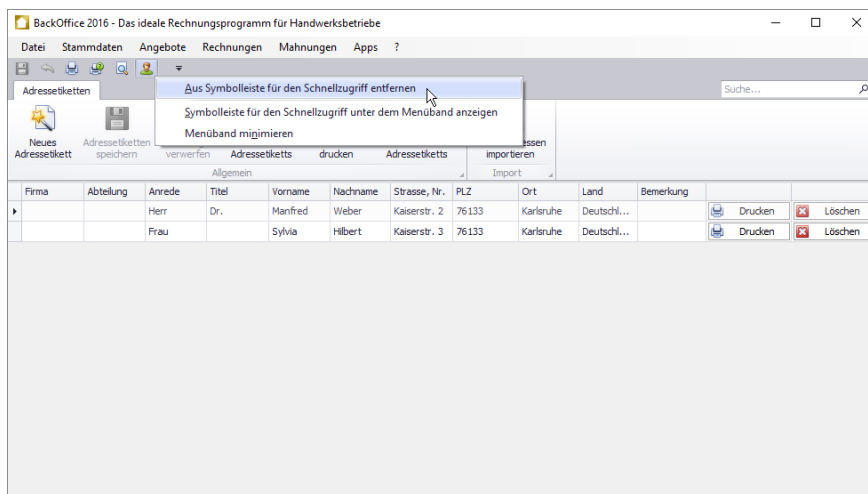 BackOffice 2016 - Das ideale Rechnungsprogramm für Handwerksbetriebe
Datei Stammdaten Angebote Rechnungen Mahnungen Apps ?
Adressetiketten
Suche...
Aus Symbolleiste für den Schnellzugriff entfernen
Symbolleiste für den Schnellzugriff unter dem Menüband anzeigen
Menüband minimieren
Neues Adressetiketten
Adressetikett speichern verwerfen Adressetiketts drucken Adressetiketts importieren
Allgemein Import
Firma Abteilung Anrede Titel Vorname Nachname Strasse, Nr. PLZ Ort Land Bemerkung
Herr Dr. Manfred Weber Kaiserstr. 2 76133 Karlsruhe Deutschl... Drucken Löschen
Frau Sylvia Hilbert Kaiserstr. 3 76133 Karlsruhe Deutschl... Drucken Löschen